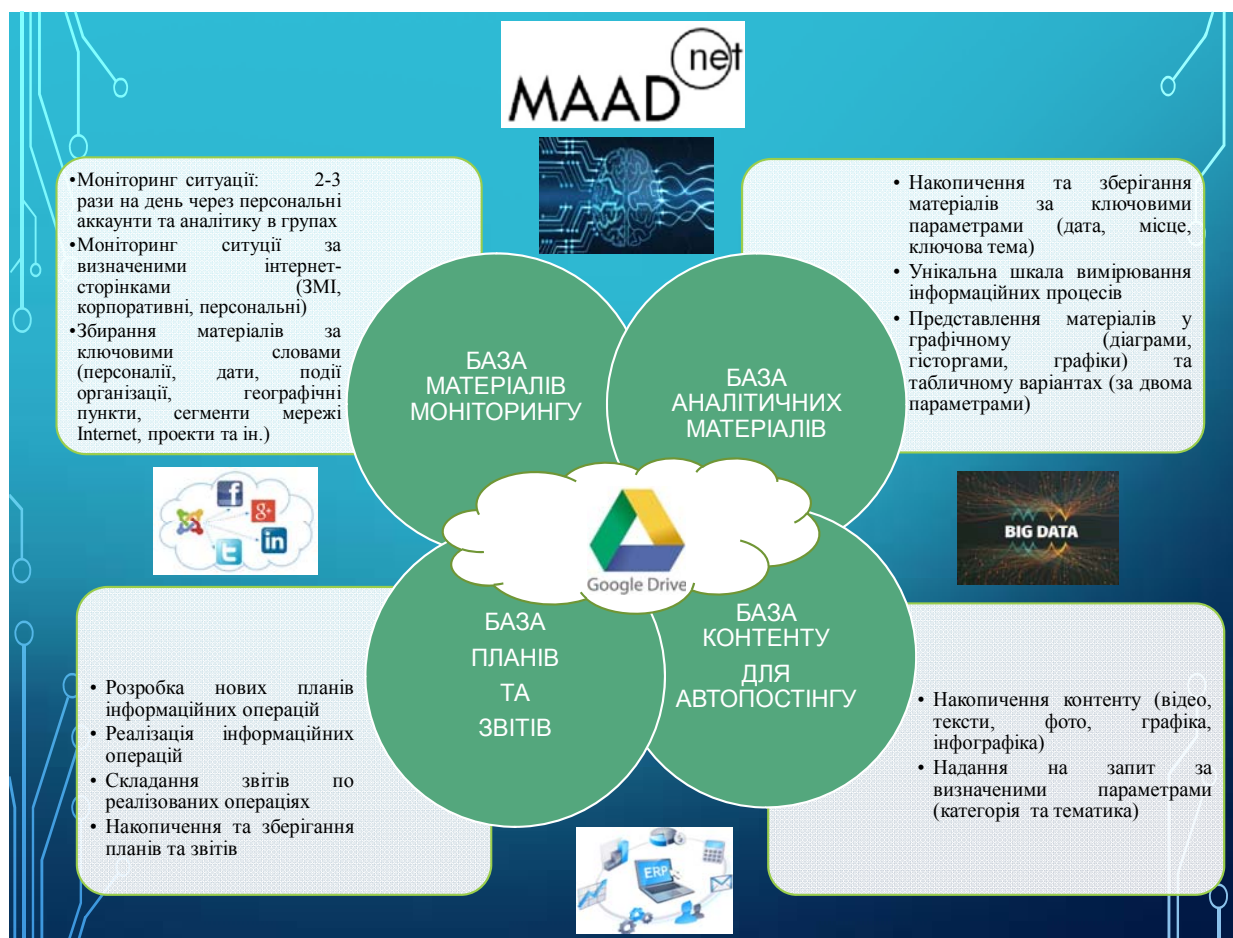 MAAD net
•Моніторинг ситуації: 2-3
рази на день через персональні
аккаунти та аналітику в групах
•Моніторинг ситуції за
визначеними інтернет-
сторінками (ЗМІ,
корпоративні, персональні)
•Збирання матеріалів за
ключовими словами
(персоналії, дати, події
організації, географічні
пункти, сегменти мережі
Internet, проекти та ін.)
• Накопичення та зберігання
матеріалів за ключовими
параметрами (дата, місце,
ключова тема)
• Унікальна шкала вимірювання
інформаційних процесів
• Представлення матеріалів у
графічному (діаграми,
гісторгами, графіки) та
табличному варіантах (за двома
параметрами)
БАЗА
МАТЕРІАЛІВ
МОНІТОРИНГУ
БАЗА
АНАЛІТИЧНИХ
МАТЕРІАЛІВ
f
g+
t
in
Google Drive
BIG DATA
БАЗА
ПЛАНІВ
ТА
ЗВІТІВ
БАЗА
КОНТЕНТУ
ДЛЯ
АВТОПОСТІНГУ
• Розробка нових планів
інформаційних операцій
• Реалізація інформаційних
операцій
• Складання звітів по
реалізованих операціях
• Накопичення та зберігання
планів та звітів
• Накопичення контенту (відео,
тексти, фото, графіка,
інфографіка)
• Надання на запит за
визначеними параметрами
(категорія та тематика)
ERP